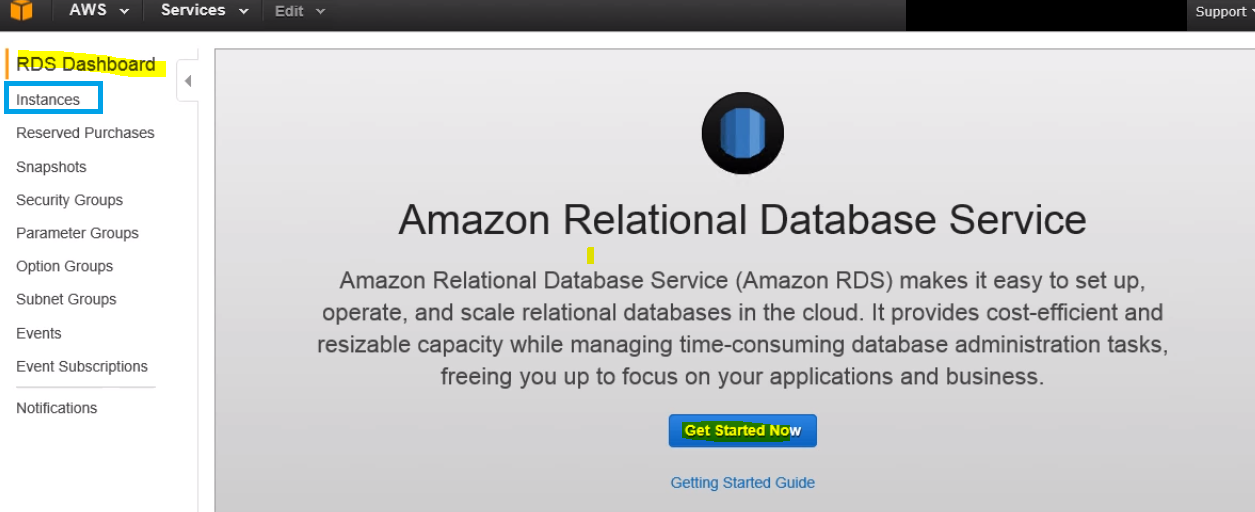 AWS Services Edit Support
RDS Dashboard
Instances
Reserved Purchases
Snapshots
Security Groups
Parameter Groups
Option Groups
Subnet Groups
Events
Event Subscriptions
Notifications
Amazon Relational Database Service
Amazon Relational Database Service (Amazon RDS) makes it easy to set up,
operate, and scale relational databases in the cloud. It provides cost-efficient and
resizable capacity while managing time-consuming database administration tasks,
freeing you up to focus on your applications and business.
Get Started Now
Getting Started Guide